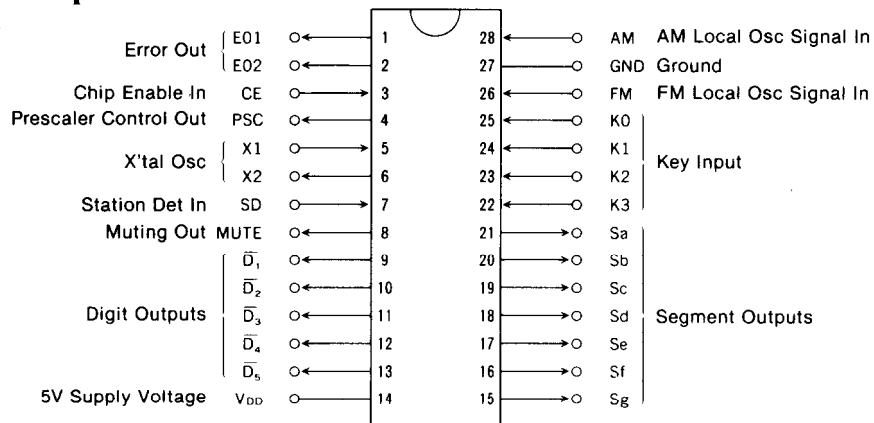 Error Out
EO1 1 28 AM AM Local Osc Signal In
EO2 2 27 GND Ground
Chip Enable In CE 3 26 FM FM Local Osc Signal In
Prescaler Control Out PSC 4 25 K0
X'tal Osc
X1 5 24 K1
Key Input
X2 6 23 K2
Station Det In SD 7 22 K3
Muting Out MUTE 8 21 Sa
D̅₁ 9 20 Sb
D̅₂ 10 19 Sc
Digit Outputs
D̅₃ 11 18 Sd
Segment Outputs
D̅₄ 12 17 Se
D̅₅ 13 16 Sf
5V Supply Voltage VDD 14 15 Sg